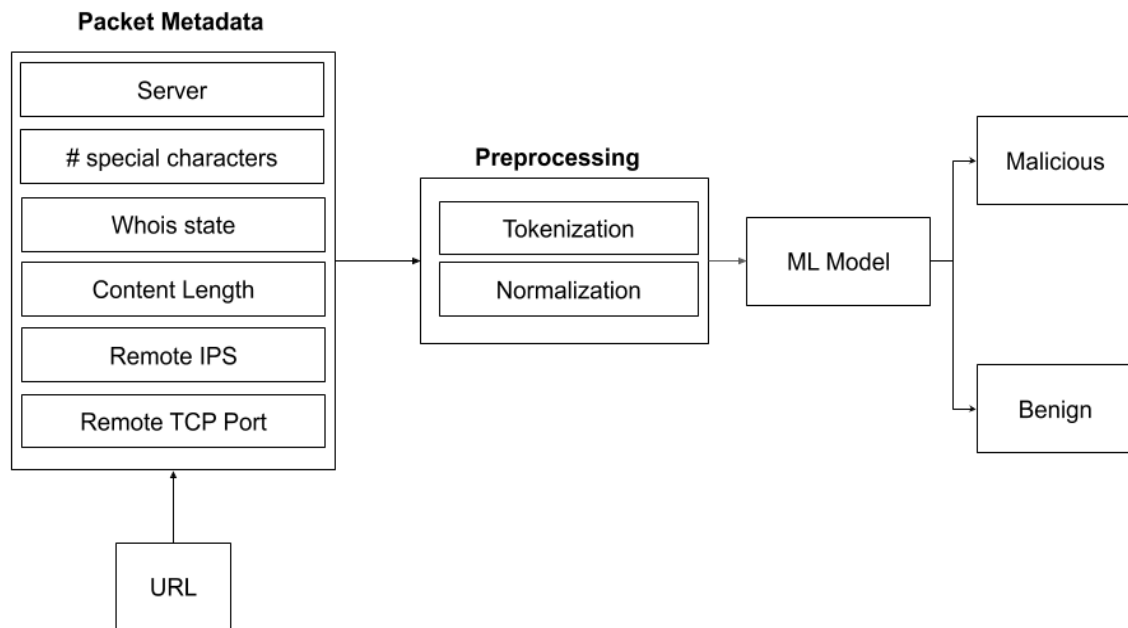 Packet Metadata
Server
# special characters
Whois state
Content Length
Remote IPS
Remote TCP Port
URL
Preprocessing
Tokenization
Normalization
ML Model
Malicious
Benign